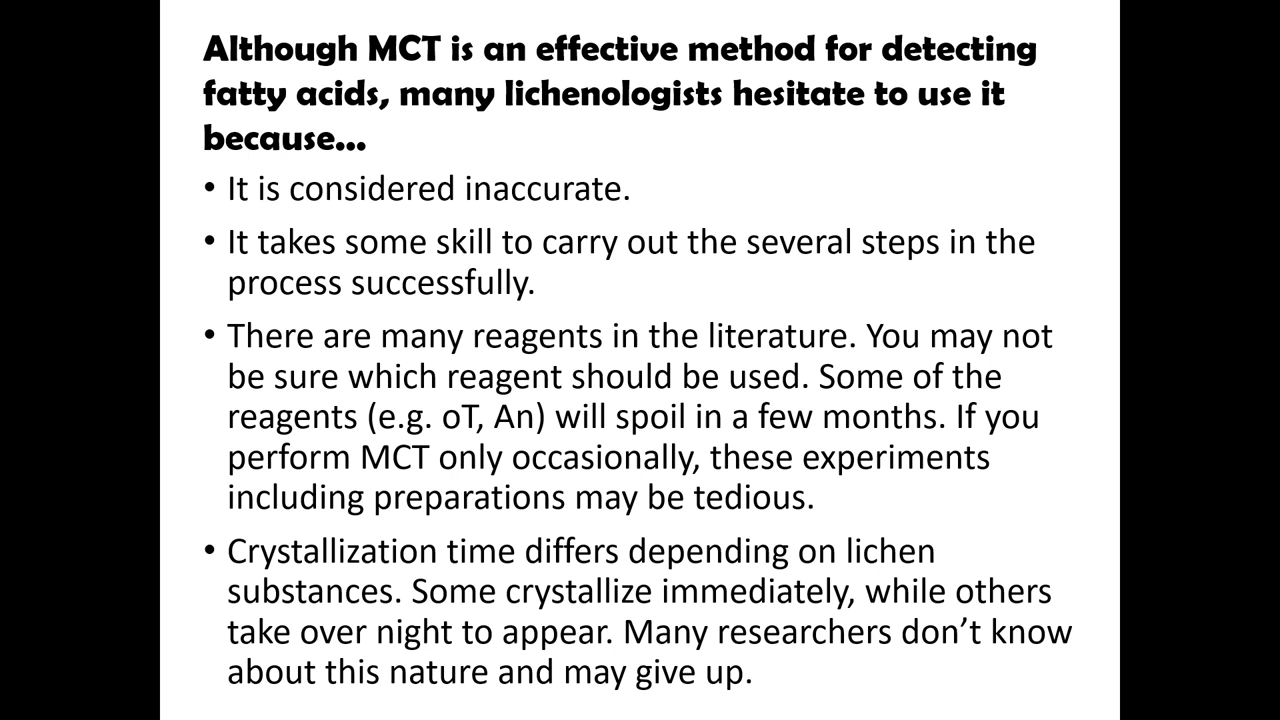 Although MCT is an effective method for detecting
fatty acids, many lichenologists hesitate to use it
because...
• It is considered inaccurate.
• It takes some skill to carry out the several steps in the
process successfully.
• There are many reagents in the literature. You may not
be sure which reagent should be used. Some of the
reagents (e.g. oT, An) will spoil in a few months. If you
perform MCT only occasionally, these experiments
including preparations may be tedious.
• Crystallization time differs depending on lichen
substances. Some crystallize immediately, while others
take over night to appear. Many researchers don’t know
about this nature and may give up.